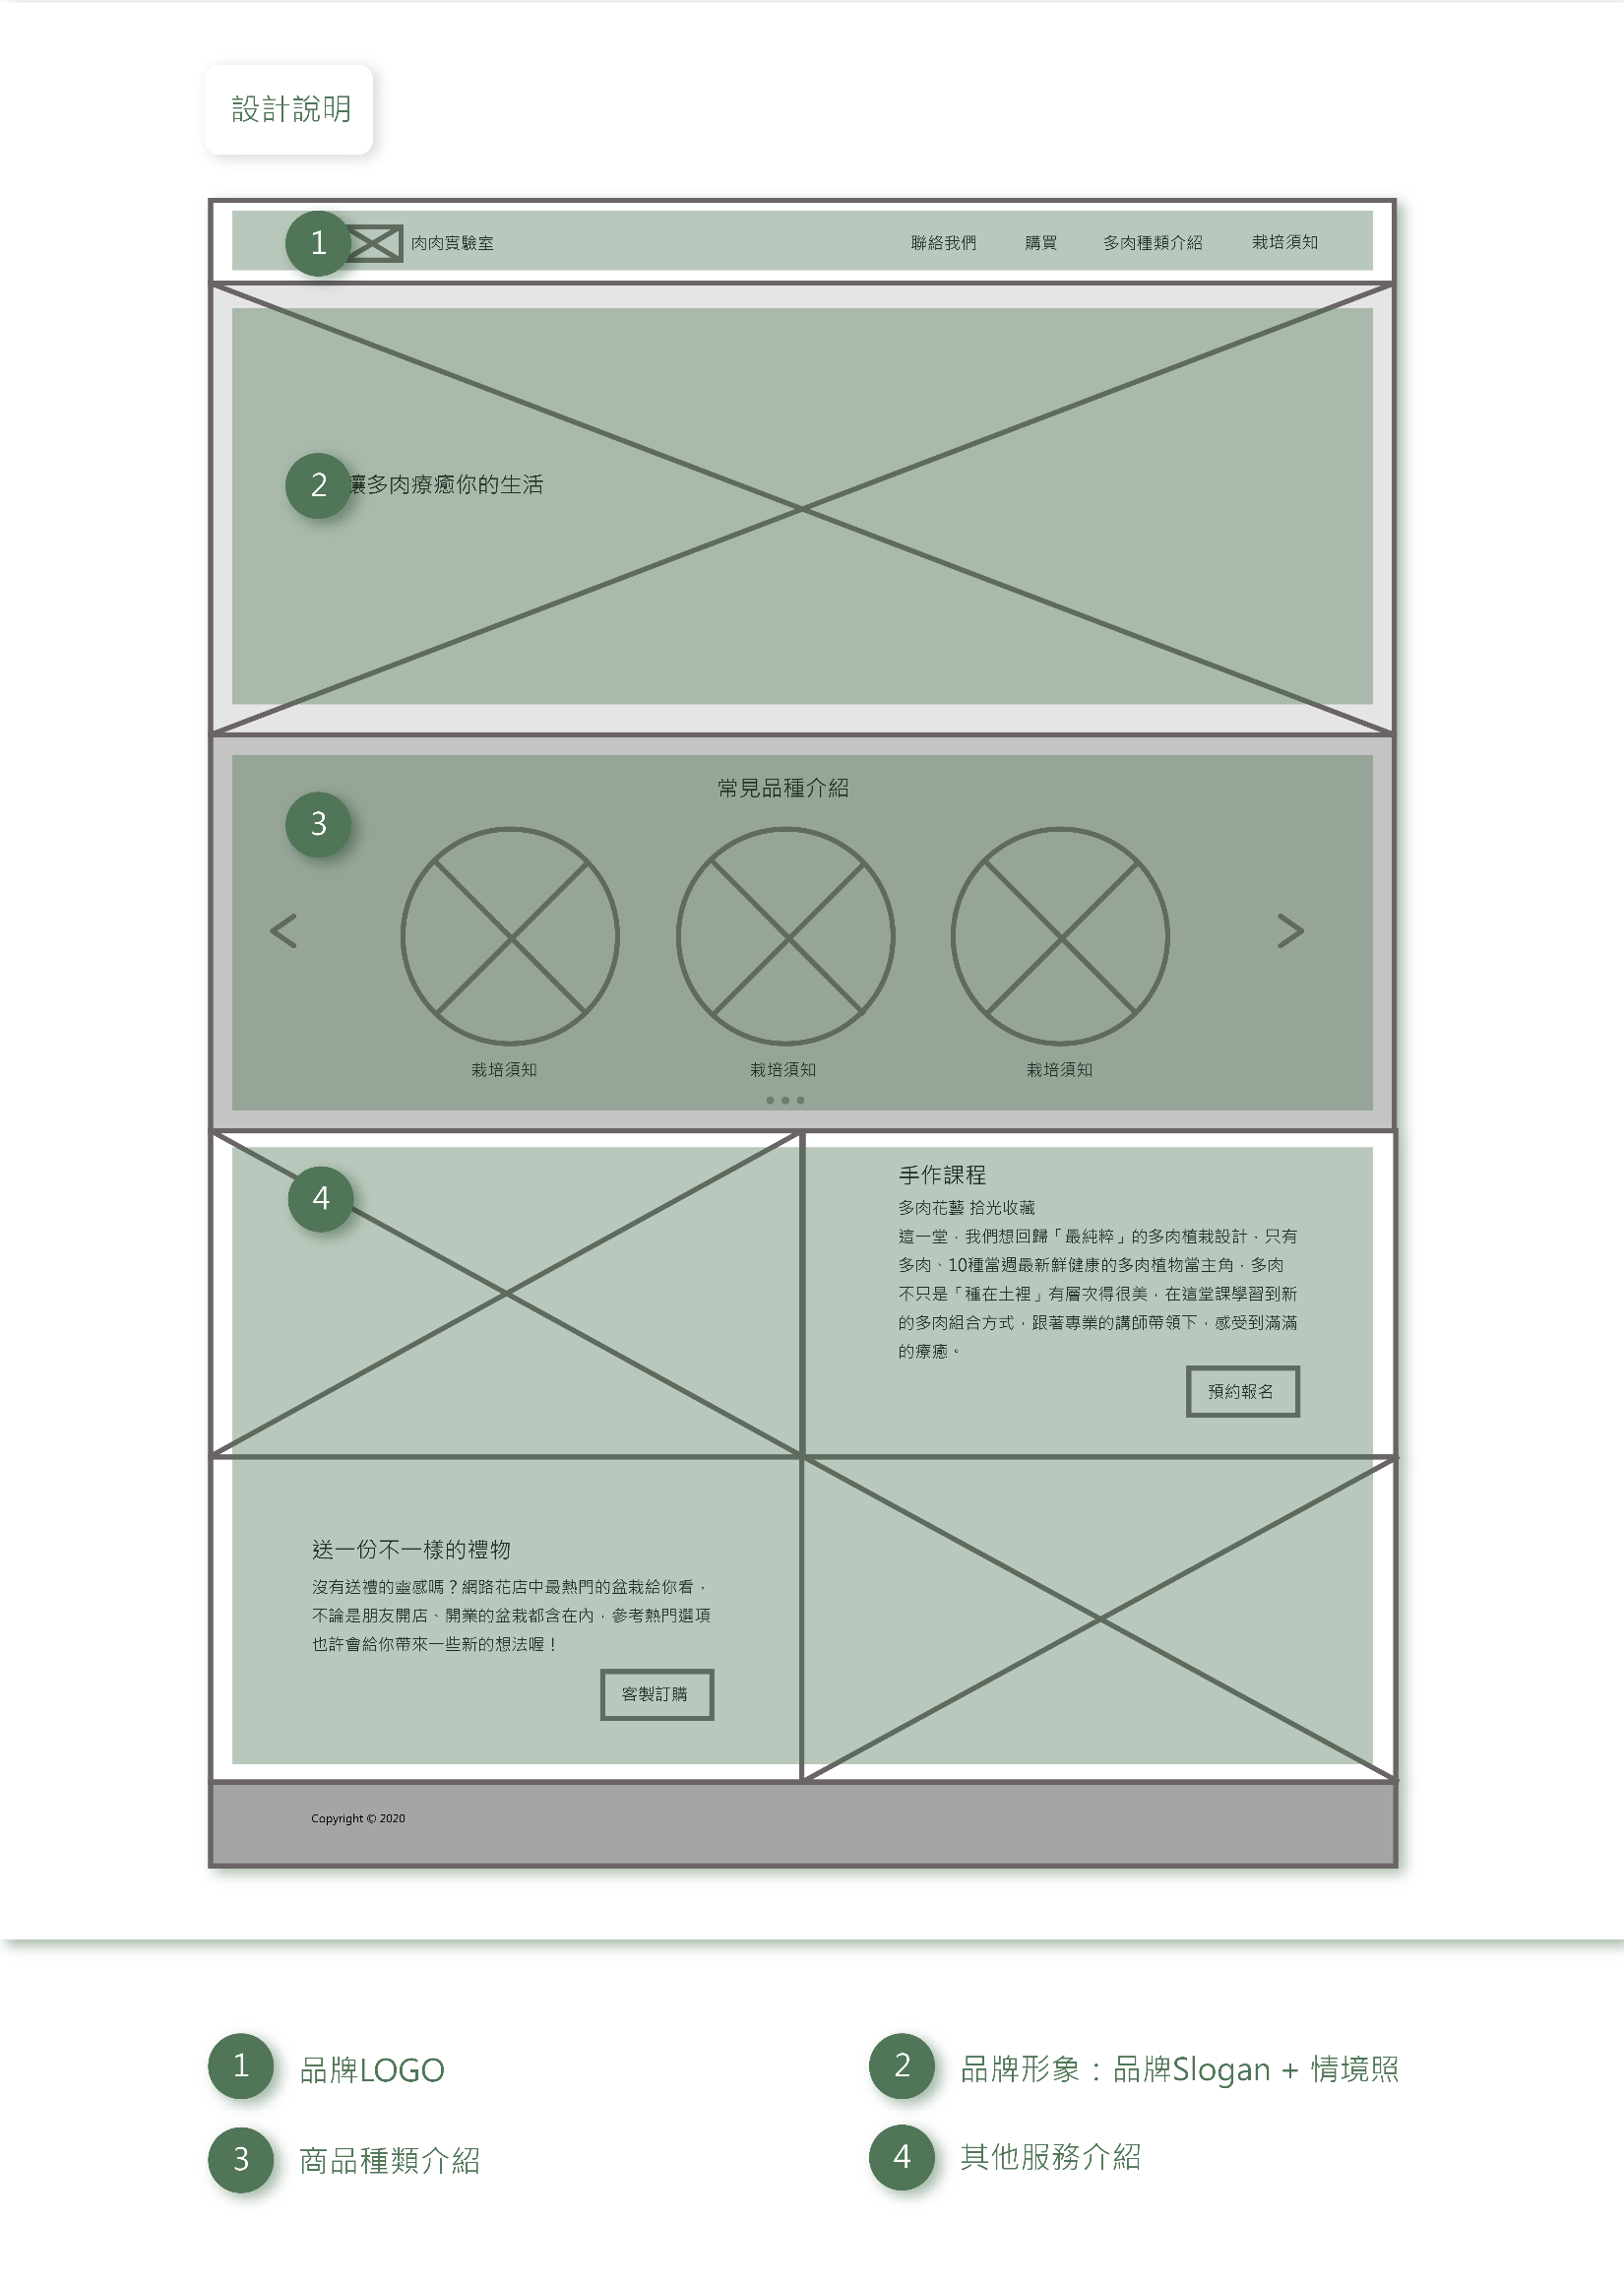 設計說明
1 肉肉實驗室 聯絡我們 購買 多肉種類介紹 栽培須知
2 讓多肉療癒你的生活
常見品種介紹
3
< >
栽培須知 栽培須知 栽培須知
4
手作課程
多肉花藝 拾光收藏
這一堂，我們想回歸「最純粹」的多肉植栽設計，只有
多肉、10種當週最新鮮健康的多肉植物當主角，多肉
不只是「種在土裡」有層次得很美，在這堂課學習到新
的多肉組合方式，跟著專業的講師帶領下，感受到滿滿
的療癒。
預約報名
送一份不一樣的禮物
沒有送禮的靈感嗎？網路花店中最熱門的盆栽給你看，
不論是朋友開店、開業的盆栽都含在內，參考熱門選項
也許會給你帶來一些新的想法喔！
客製訂購
Copyright © 2020
1 品牌LOGO
2 品牌形象：品牌Slogan + 情境照
3 商品種類介紹
4 其他服務介紹